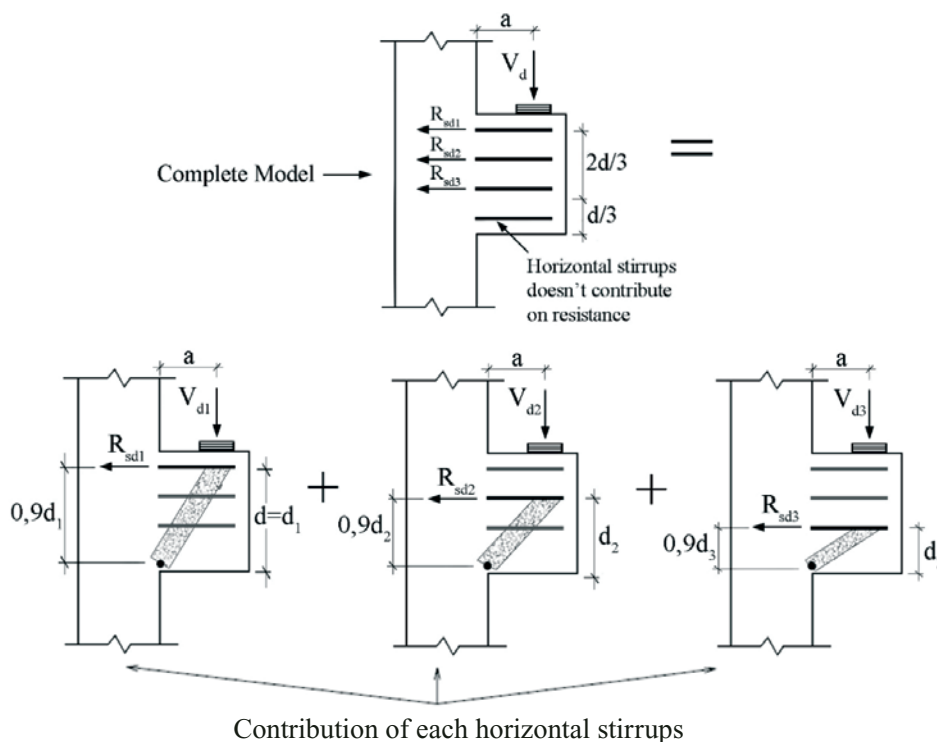 a
V_d
R_sd1
R_sd2
R_sd3
Complete Model
2d/3
d/3
=
Horizontal stirrups
doesn't contribute
on resistance
a
V_d1
R_sd1
0,9d_1
d=d_1
+
a
V_d2
R_sd2
0,9d_2
d_2
+
a
V_d3
R_sd3
0,9d_3
d
Contribution of each horizontal stirrups